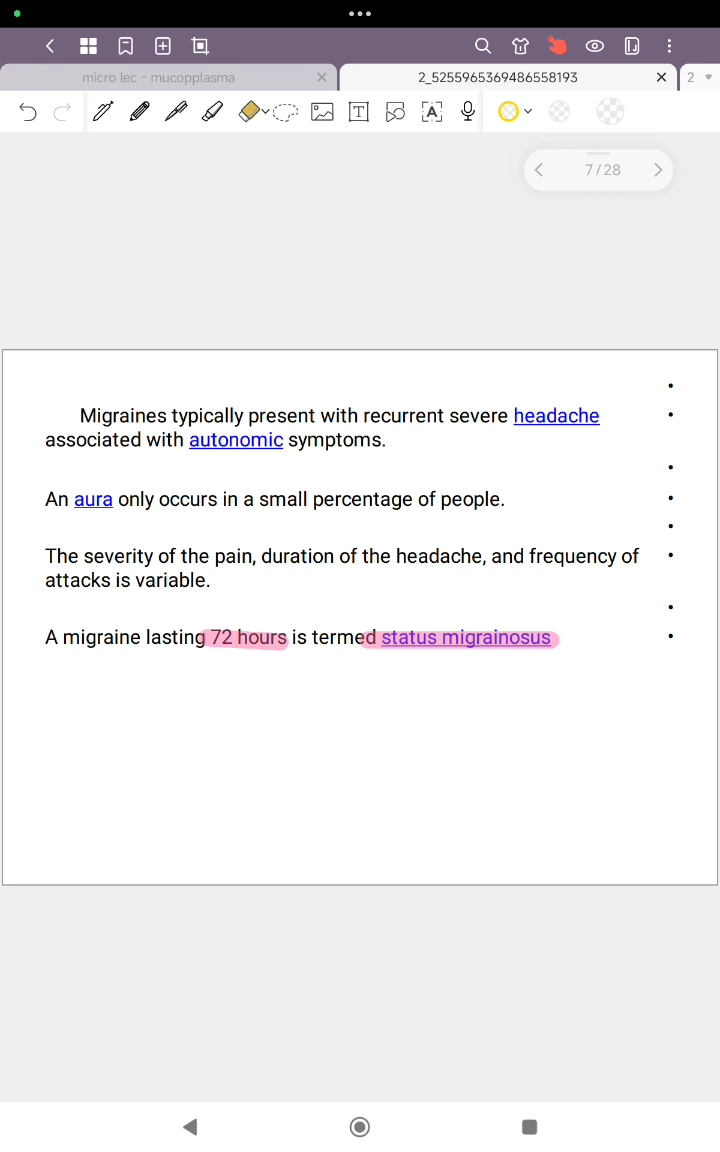 micro lec - mucopplasma
2_5255965369486558193
2
7/28
• Migraines typically present with recurrent severe headache
associated with autonomic symptoms.
• An aura only occurs in a small percentage of people.
• The severity of the pain, duration of the headache, and frequency of
attacks is variable.
• A migraine lasting 72 hours is termed status migrainosus